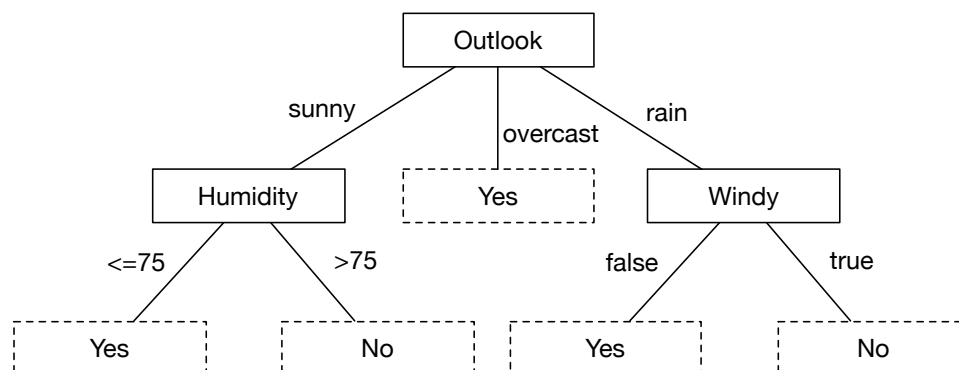 Outlook
sunny
overcast
rain
Humidity
Yes
Windy
<=75
>75
false
true
Yes
No
Yes
No